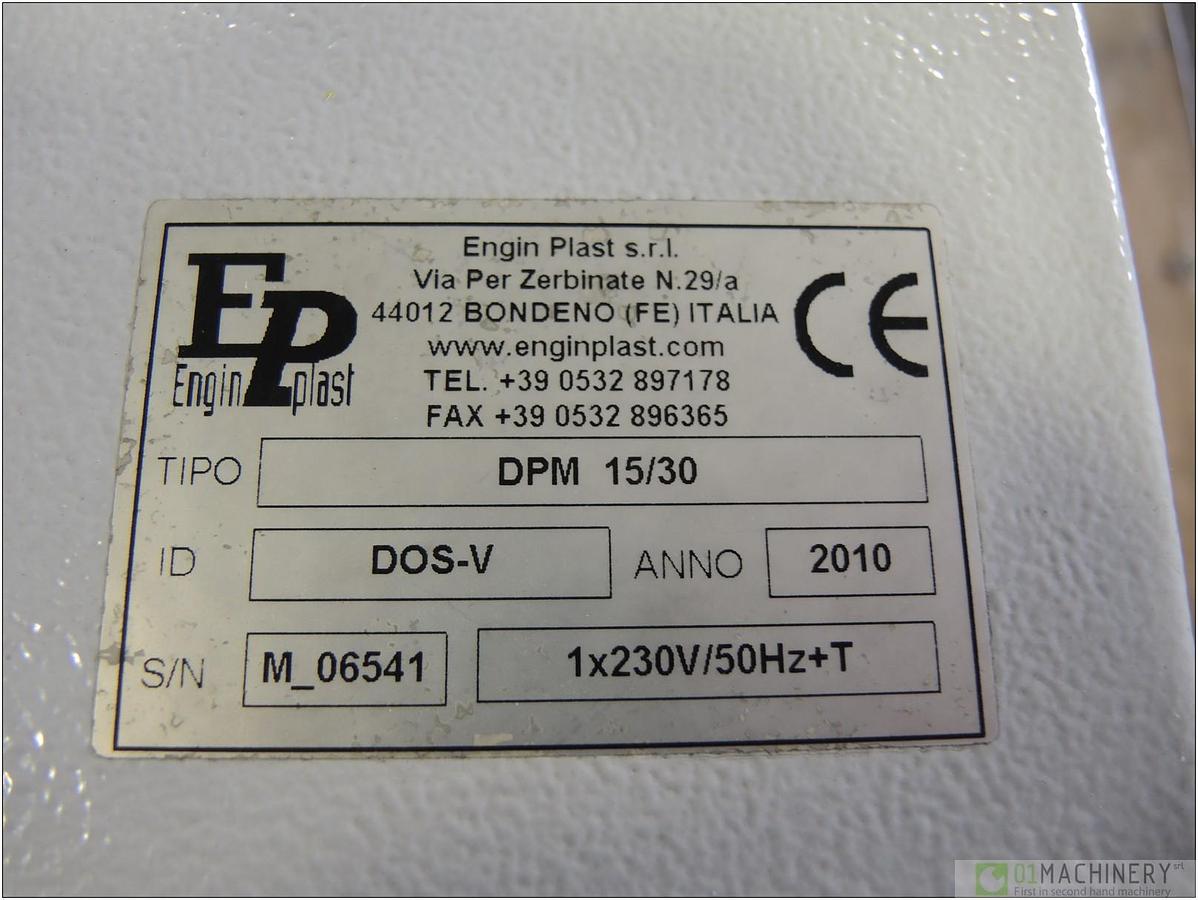 Engin Plast s.r.l.
Via Per Zerbinate N.29/a
44012 BONDENO (FE) ITALIA
www.enginplast.com
TEL. +39 0532 897178
FAX +39 0532 896365
EP
Engin plast
CE
TIPO DPM 15/30
ID DOS-V ANNO 2010
S/N M_06541 1x230V/50Hz+T
01MACHINERY srl
First in second hand machinery